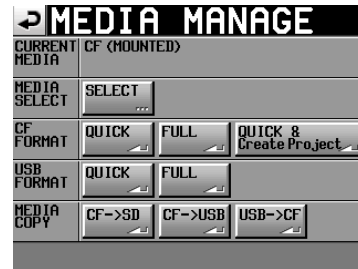 MEDIA MANAGE
CURRENT MEDIA CF (MOUNTED)
MEDIA SELECT SELECT ...
CF FORMAT QUICK FULL QUICK & Create Project
USB FORMAT QUICK FULL
MEDIA COPY CF->SD CF->USB USB->CF